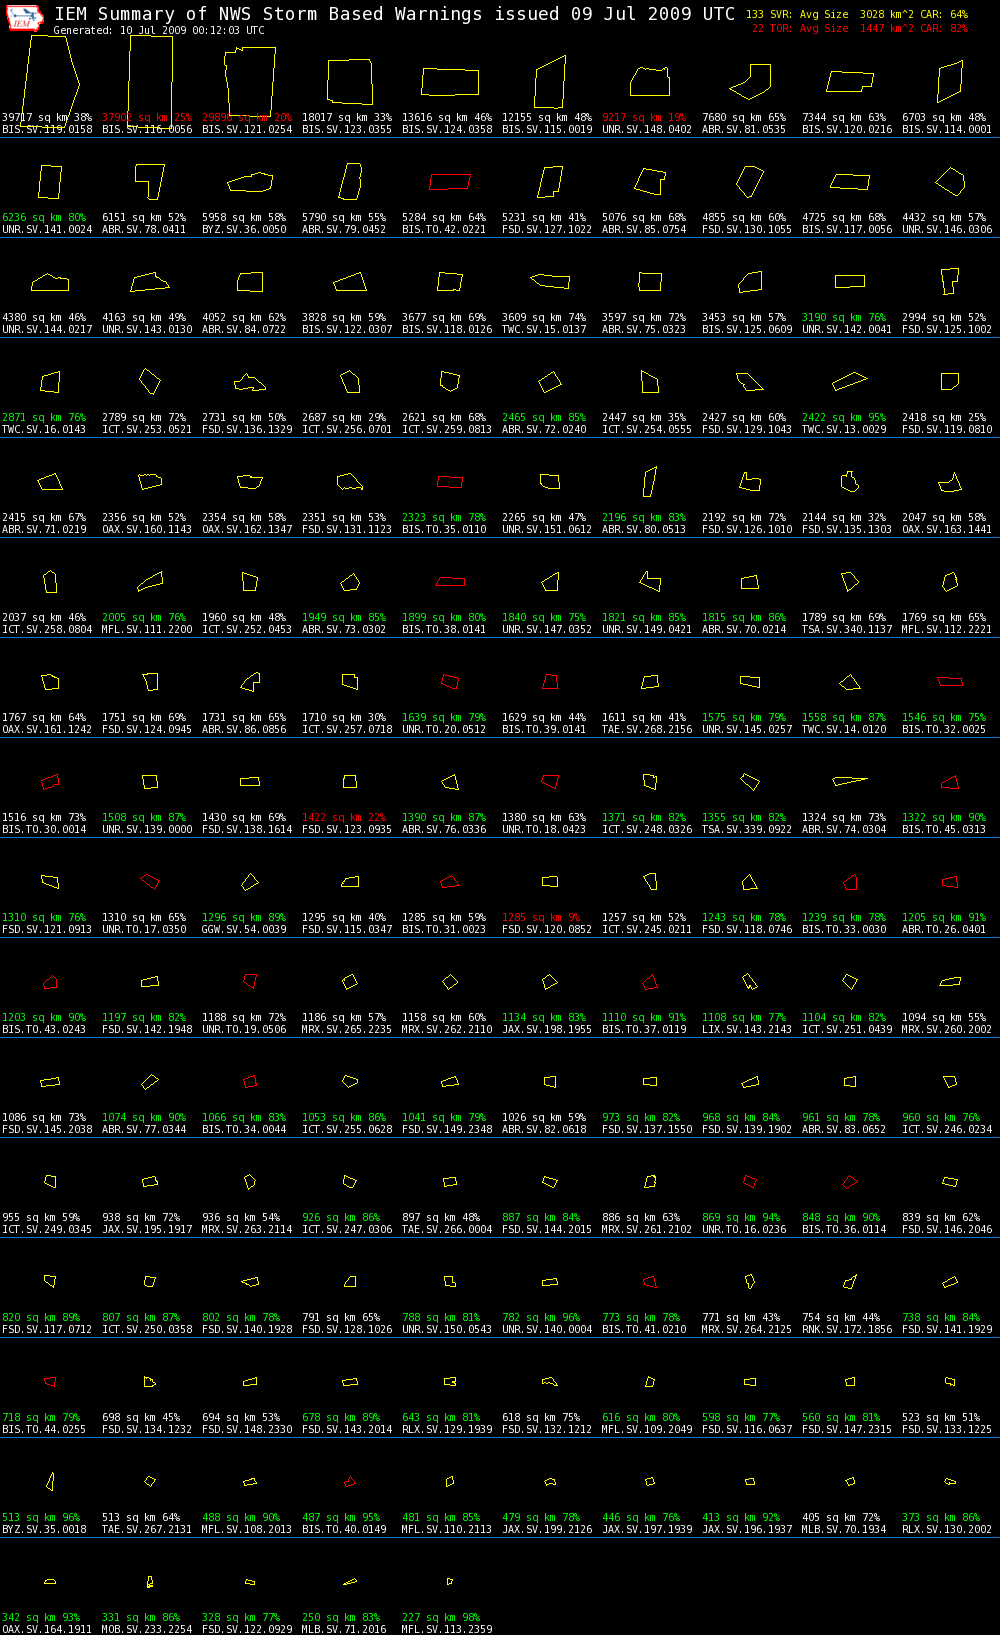 IEM Summary of NWS Storm Based Warnings issued 09 Jul 2009 UTC
133 SVR: Avg Size 3028 km^2 CAR: 64%
22 TOR: Avg Size 1447 km^2 CAR: 82%
IEM
Generated: 10 Jul 2009 00:12:03 UTC
39717 sq km 38% 37902 sq km 25% 29896 sq km 20% 18017 sq km 33% 13616 sq km 46% 12155 sq km 48% 9217 sq km 19% 7680 sq km 65% 7344 sq km 63% 6703 sq km 48%
BIS.SV.119.0158 BIS.SV.116.0056 BIS.SV.121.0254 BIS.SV.123.0355 BIS.SV.124.0358 BIS.SV.115.0019 UNR.SV.148.0402 ABR.SV.81.0535 BIS.SV.120.0216 BIS.SV.114.0001
6236 sq km 80% 6151 sq km 52% 5958 sq km 58% 5790 sq km 55% 5284 sq km 64% 5231 sq km 41% 5076 sq km 68% 4855 sq km 60% 4725 sq km 68% 4432 sq km 57%
UNR.SV.141.0024 ABR.SV.78.0411 BYZ.SV.36.0050 ABR.SV.79.0452 BIS.TO.42.0221 FSD.SV.127.1022 ABR.SV.85.0754 FSD.SV.130.1055 BIS.SV.117.0056 UNR.SV.146.0306
4380 sq km 46% 4163 sq km 49% 4052 sq km 62% 3828 sq km 59% 3677 sq km 69% 3609 sq km 74% 3597 sq km 72% 3453 sq km 57% 3190 sq km 76% 2994 sq km 52%
UNR.SV.144.0217 UNR.SV.143.0130 ABR.SV.84.0722 BIS.SV.122.0307 BIS.SV.118.0126 TWC.SV.15.0137 ABR.SV.75.0323 BIS.SV.125.0609 UNR.SV.142.0041 FSD.SV.125.1002
2871 sq km 76% 2789 sq km 72% 2731 sq km 50% 2687 sq km 29% 2621 sq km 68% 2465 sq km 85% 2447 sq km 35% 2427 sq km 60% 2422 sq km 95% 2418 sq km 25%
TWC.SV.16.0143 ICT.SV.253.0521 FSD.SV.136.1329 ICT.SV.256.0701 ICT.SV.259.0813 ABR.SV.72.0240 ICT.SV.254.0555 FSD.SV.129.1043 TWC.SV.13.0029 FSD.SV.119.0810
2415 sq km 67% 2356 sq km 52% 2354 sq km 58% 2351 sq km 53% 2323 sq km 78% 2265 sq km 47% 2196 sq km 83% 2192 sq km 72% 2144 sq km 32% 2047 sq km 58%
ABR.SV.71.0219 OAX.SV.160.1143 OAX.SV.162.1347 FSD.SV.131.1123 BIS.TO.35.0110 UNR.SV.151.0612 ABR.SV.80.0513 FSD.SV.126.1010 FSD.SV.135.1303 OAX.SV.163.1441
2037 sq km 46% 2005 sq km 76% 1960 sq km 48% 1949 sq km 85% 1899 sq km 80% 1840 sq km 75% 1821 sq km 85% 1815 sq km 86% 1789 sq km 69% 1769 sq km 65%
ICT.SV.258.0804 MFL.SV.111.2200 ICT.SV.252.0453 ABR.SV.73.0302 BIS.TO.38.0141 UNR.SV.147.0352 UNR.SV.149.0421 ABR.SV.70.0214 TSA.SV.340.1137 MFL.SV.112.2221
1767 sq km 64% 1751 sq km 69% 1731 sq km 65% 1710 sq km 30% 1639 sq km 79% 1629 sq km 44% 1611 sq km 41% 1575 sq km 79% 1558 sq km 87% 1546 sq km 75%
OAX.SV.161.1242 FSD.SV.124.0945 ABR.SV.86.0856 ICT.SV.257.0718 UNR.TO.20.0512 BIS.TO.39.0141 TAE.SV.268.2156 UNR.SV.145.0257 TWC.SV.14.0120 BIS.TO.32.0025
1516 sq km 73% 1508 sq km 87% 1430 sq km 69% 1422 sq km 22% 1390 sq km 87% 1380 sq km 63% 1371 sq km 82% 1355 sq km 82% 1324 sq km 73% 1322 sq km 90%
BIS.TO.30.0014 UNR.SV.139.0000 FSD.SV.138.1614 FSD.SV.123.0935 ABR.SV.76.0336 UNR.TO.18.0423 ICT.SV.248.0326 TSA.SV.339.0922 ABR.SV.74.0304 BIS.TO.45.0313
1310 sq km 76% 1310 sq km 65% 1296 sq km 89% 1295 sq km 40% 1285 sq km 59% 1285 sq km 9% 1257 sq km 52% 1243 sq km 78% 1239 sq km 78% 1205 sq km 91%
FSD.SV.121.0913 UNR.TO.17.0350 GGW.SV.54.0039 FSD.SV.115.0347 BIS.TO.31.0023 FSD.SV.120.0852 ICT.SV.245.0211 FSD.SV.118.0746 BIS.TO.33.0030 ABR.TO.26.0401
1203 sq km 90% 1197 sq km 82% 1188 sq km 72% 1186 sq km 57% 1158 sq km 60% 1134 sq km 83% 1110 sq km 91% 1108 sq km 77% 1104 sq km 82% 1094 sq km 55%
BIS.TO.43.0243 FSD.SV.142.1948 UNR.TO.19.0506 MRX.SV.265.2235 MRX.SV.262.2110 JAX.SV.198.1955 BIS.TO.37.0119 LIX.SV.143.2143 ICT.SV.251.0439 MRX.SV.260.2002
1086 sq km 73% 1074 sq km 90% 1066 sq km 83% 1053 sq km 86% 1041 sq km 79% 1026 sq km 59% 973 sq km 82% 968 sq km 84% 961 sq km 78% 960 sq km 76%
FSD.SV.145.2038 ABR.SV.77.0344 BIS.TO.34.0044 ICT.SV.255.0628 FSD.SV.149.2348 ABR.SV.82.0618 FSD.SV.137.1550 FSD.SV.139.1902 ABR.SV.83.0652 ICT.SV.246.0234
955 sq km 59% 938 sq km 72% 936 sq km 54% 926 sq km 86% 897 sq km 48% 887 sq km 84% 886 sq km 63% 869 sq km 94% 848 sq km 90% 839 sq km 62%
ICT.SV.249.0345 JAX.SV.195.1917 MRX.SV.263.2114 ICT.SV.247.0306 TAE.SV.266.0004 FSD.SV.144.2015 MRX.SV.261.2102 UNR.TO.16.0236 BIS.TO.36.0114 FSD.SV.146.2046
820 sq km 89% 807 sq km 87% 802 sq km 78% 791 sq km 65% 788 sq km 81% 782 sq km 96% 773 sq km 78% 771 sq km 43% 754 sq km 44% 738 sq km 84%
FSD.SV.117.0712 ICT.SV.250.0358 FSD.SV.140.1928 FSD.SV.128.1026 UNR.SV.150.0543 UNR.SV.140.0004 BIS.TO.41.0210 MRX.SV.264.2125 RNK.SV.172.1856 FSD.SV.141.1929
718 sq km 79% 698 sq km 45% 694 sq km 53% 678 sq km 89% 643 sq km 81% 618 sq km 75% 616 sq km 80% 598 sq km 77% 560 sq km 81% 523 sq km 51%
BIS.TO.44.0255 FSD.SV.134.1232 FSD.SV.148.2330 FSD.SV.143.2014 RLX.SV.129.1939 FSD.SV.132.1212 MFL.SV.109.2049 FSD.SV.116.0637 FSD.SV.147.2315 FSD.SV.133.1225
513 sq km 96% 513 sq km 64% 488 sq km 90% 487 sq km 95% 481 sq km 85% 479 sq km 78% 446 sq km 76% 413 sq km 92% 405 sq km 72% 373 sq km 86%
BYZ.SV.35.0018 TAE.SV.267.2131 MFL.SV.108.2013 BIS.TO.40.0149 MFL.SV.110.2113 JAX.SV.199.2126 JAX.SV.197.1939 JAX.SV.196.1937 MLB.SV.70.1934 RLX.SV.130.2002
342 sq km 93% 331 sq km 86% 328 sq km 77% 250 sq km 83% 227 sq km 98%
OAX.SV.164.1911 MOB.SV.233.2254 FSD.SV.122.0929 MLB.SV.71.2016 MFL.SV.113.2359